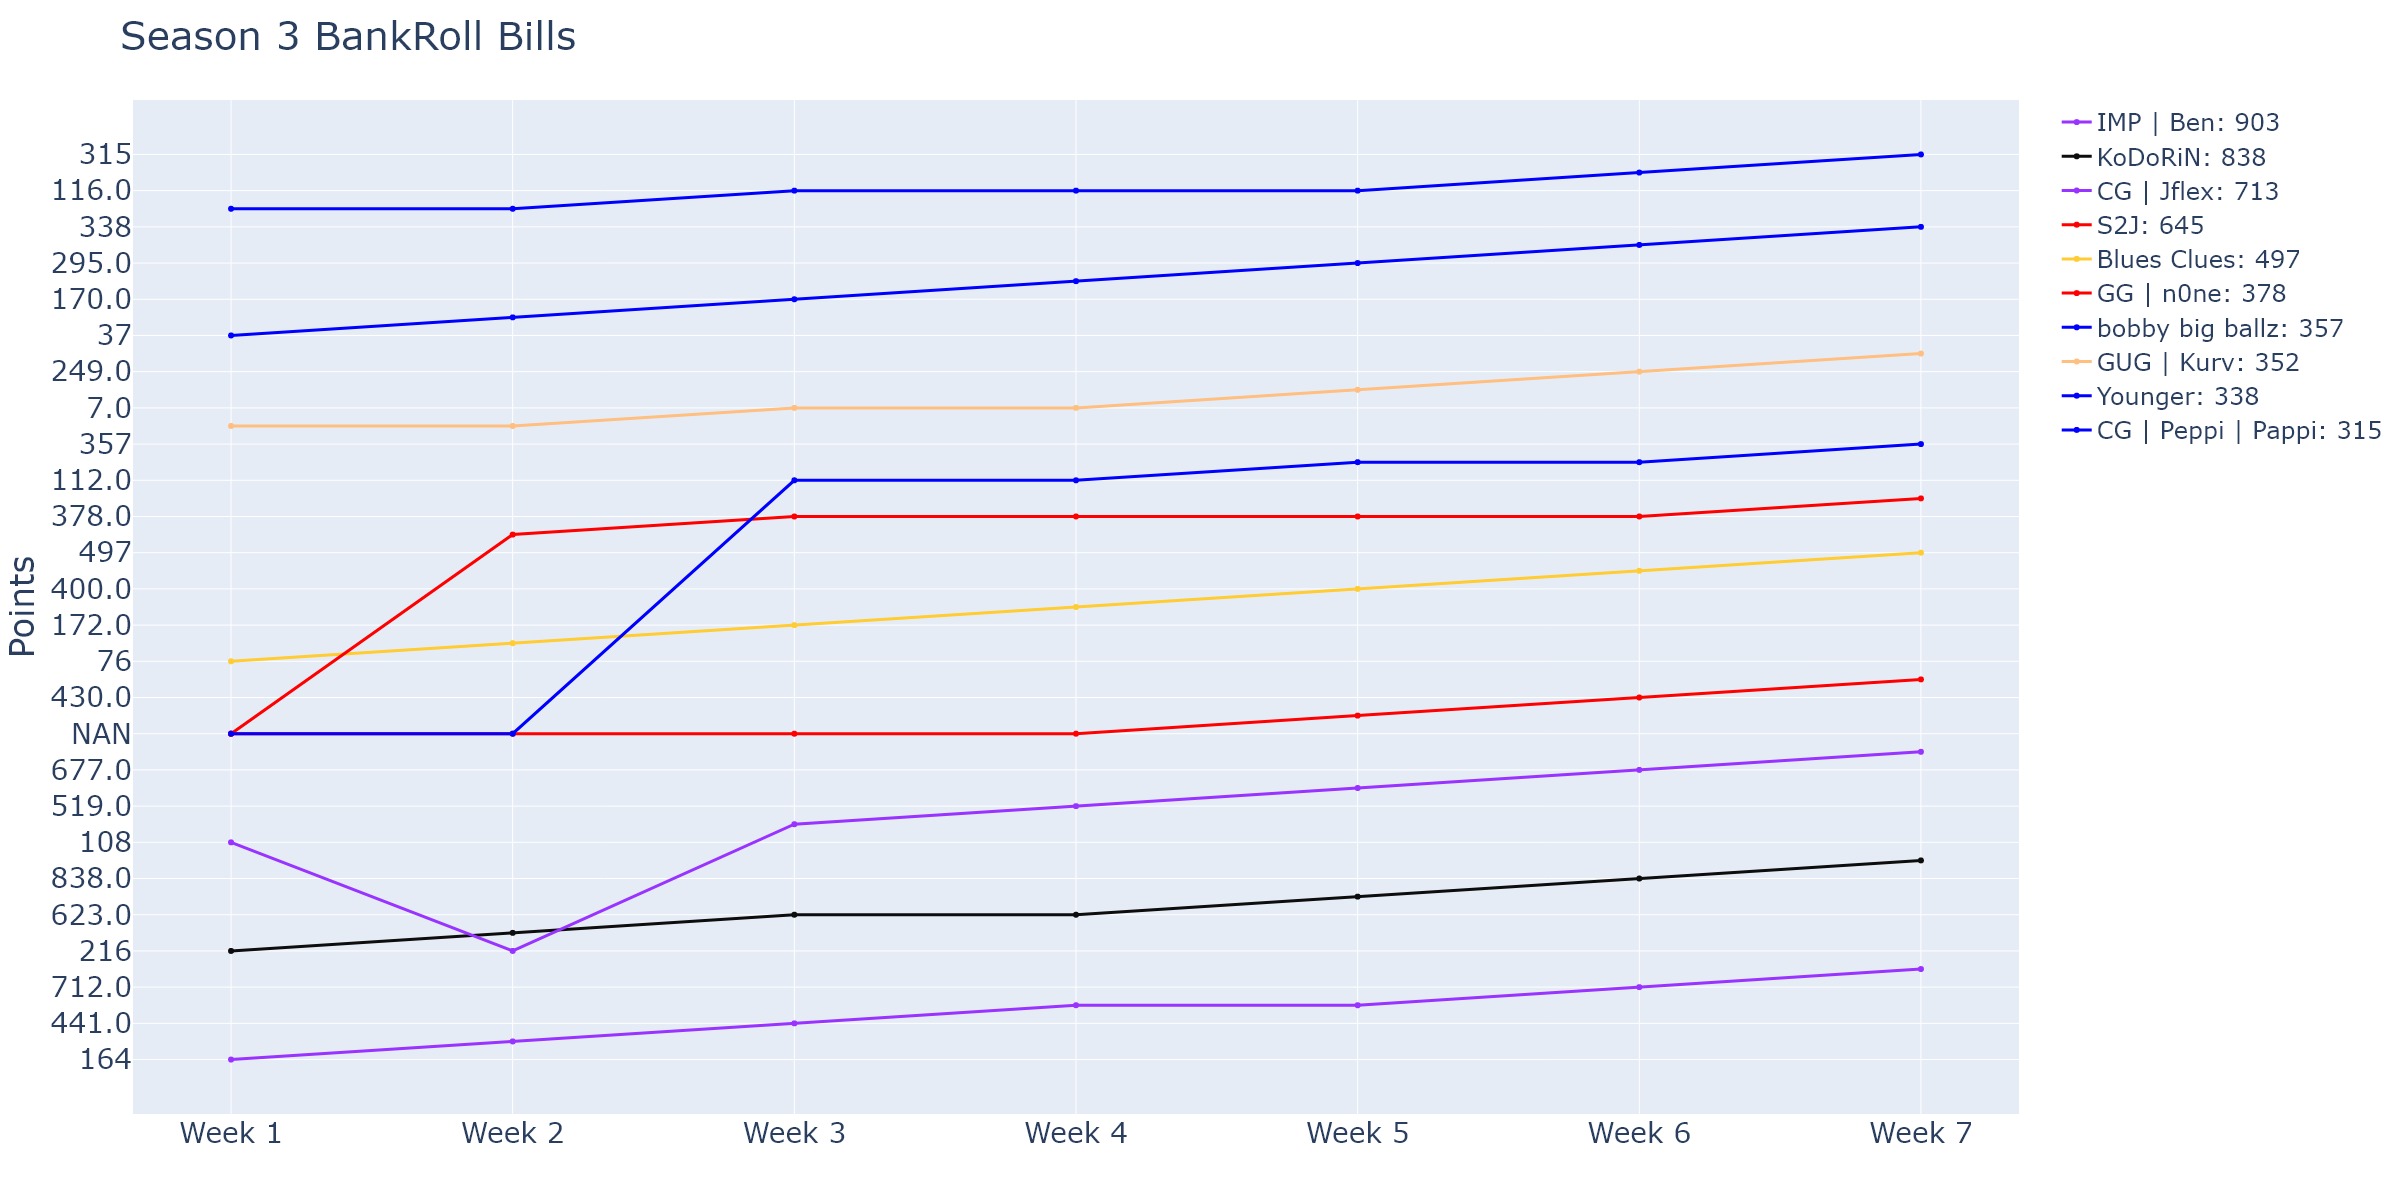 Season 3 BankRoll Bills
315
116.0
338
295.0
170.0
37
249.0
7.0
357
112.0
378.0
497
400.0
172.0
76
430.0
NAN
677.0
519.0
108
838.0
623.0
216
712.0
441.0
164
Points
Week 1
Week 2
Week 3
Week 4
Week 5
Week 6
Week 7
IMP | Ben: 903
KoDoRiN: 838
CG | Jflex: 713
S2J: 645
Blues Clues: 497
GG | n0ne: 378
bobby big ballz: 357
GUG | Kurv: 352
Younger: 338
CG | Peppi | Pappi: 315